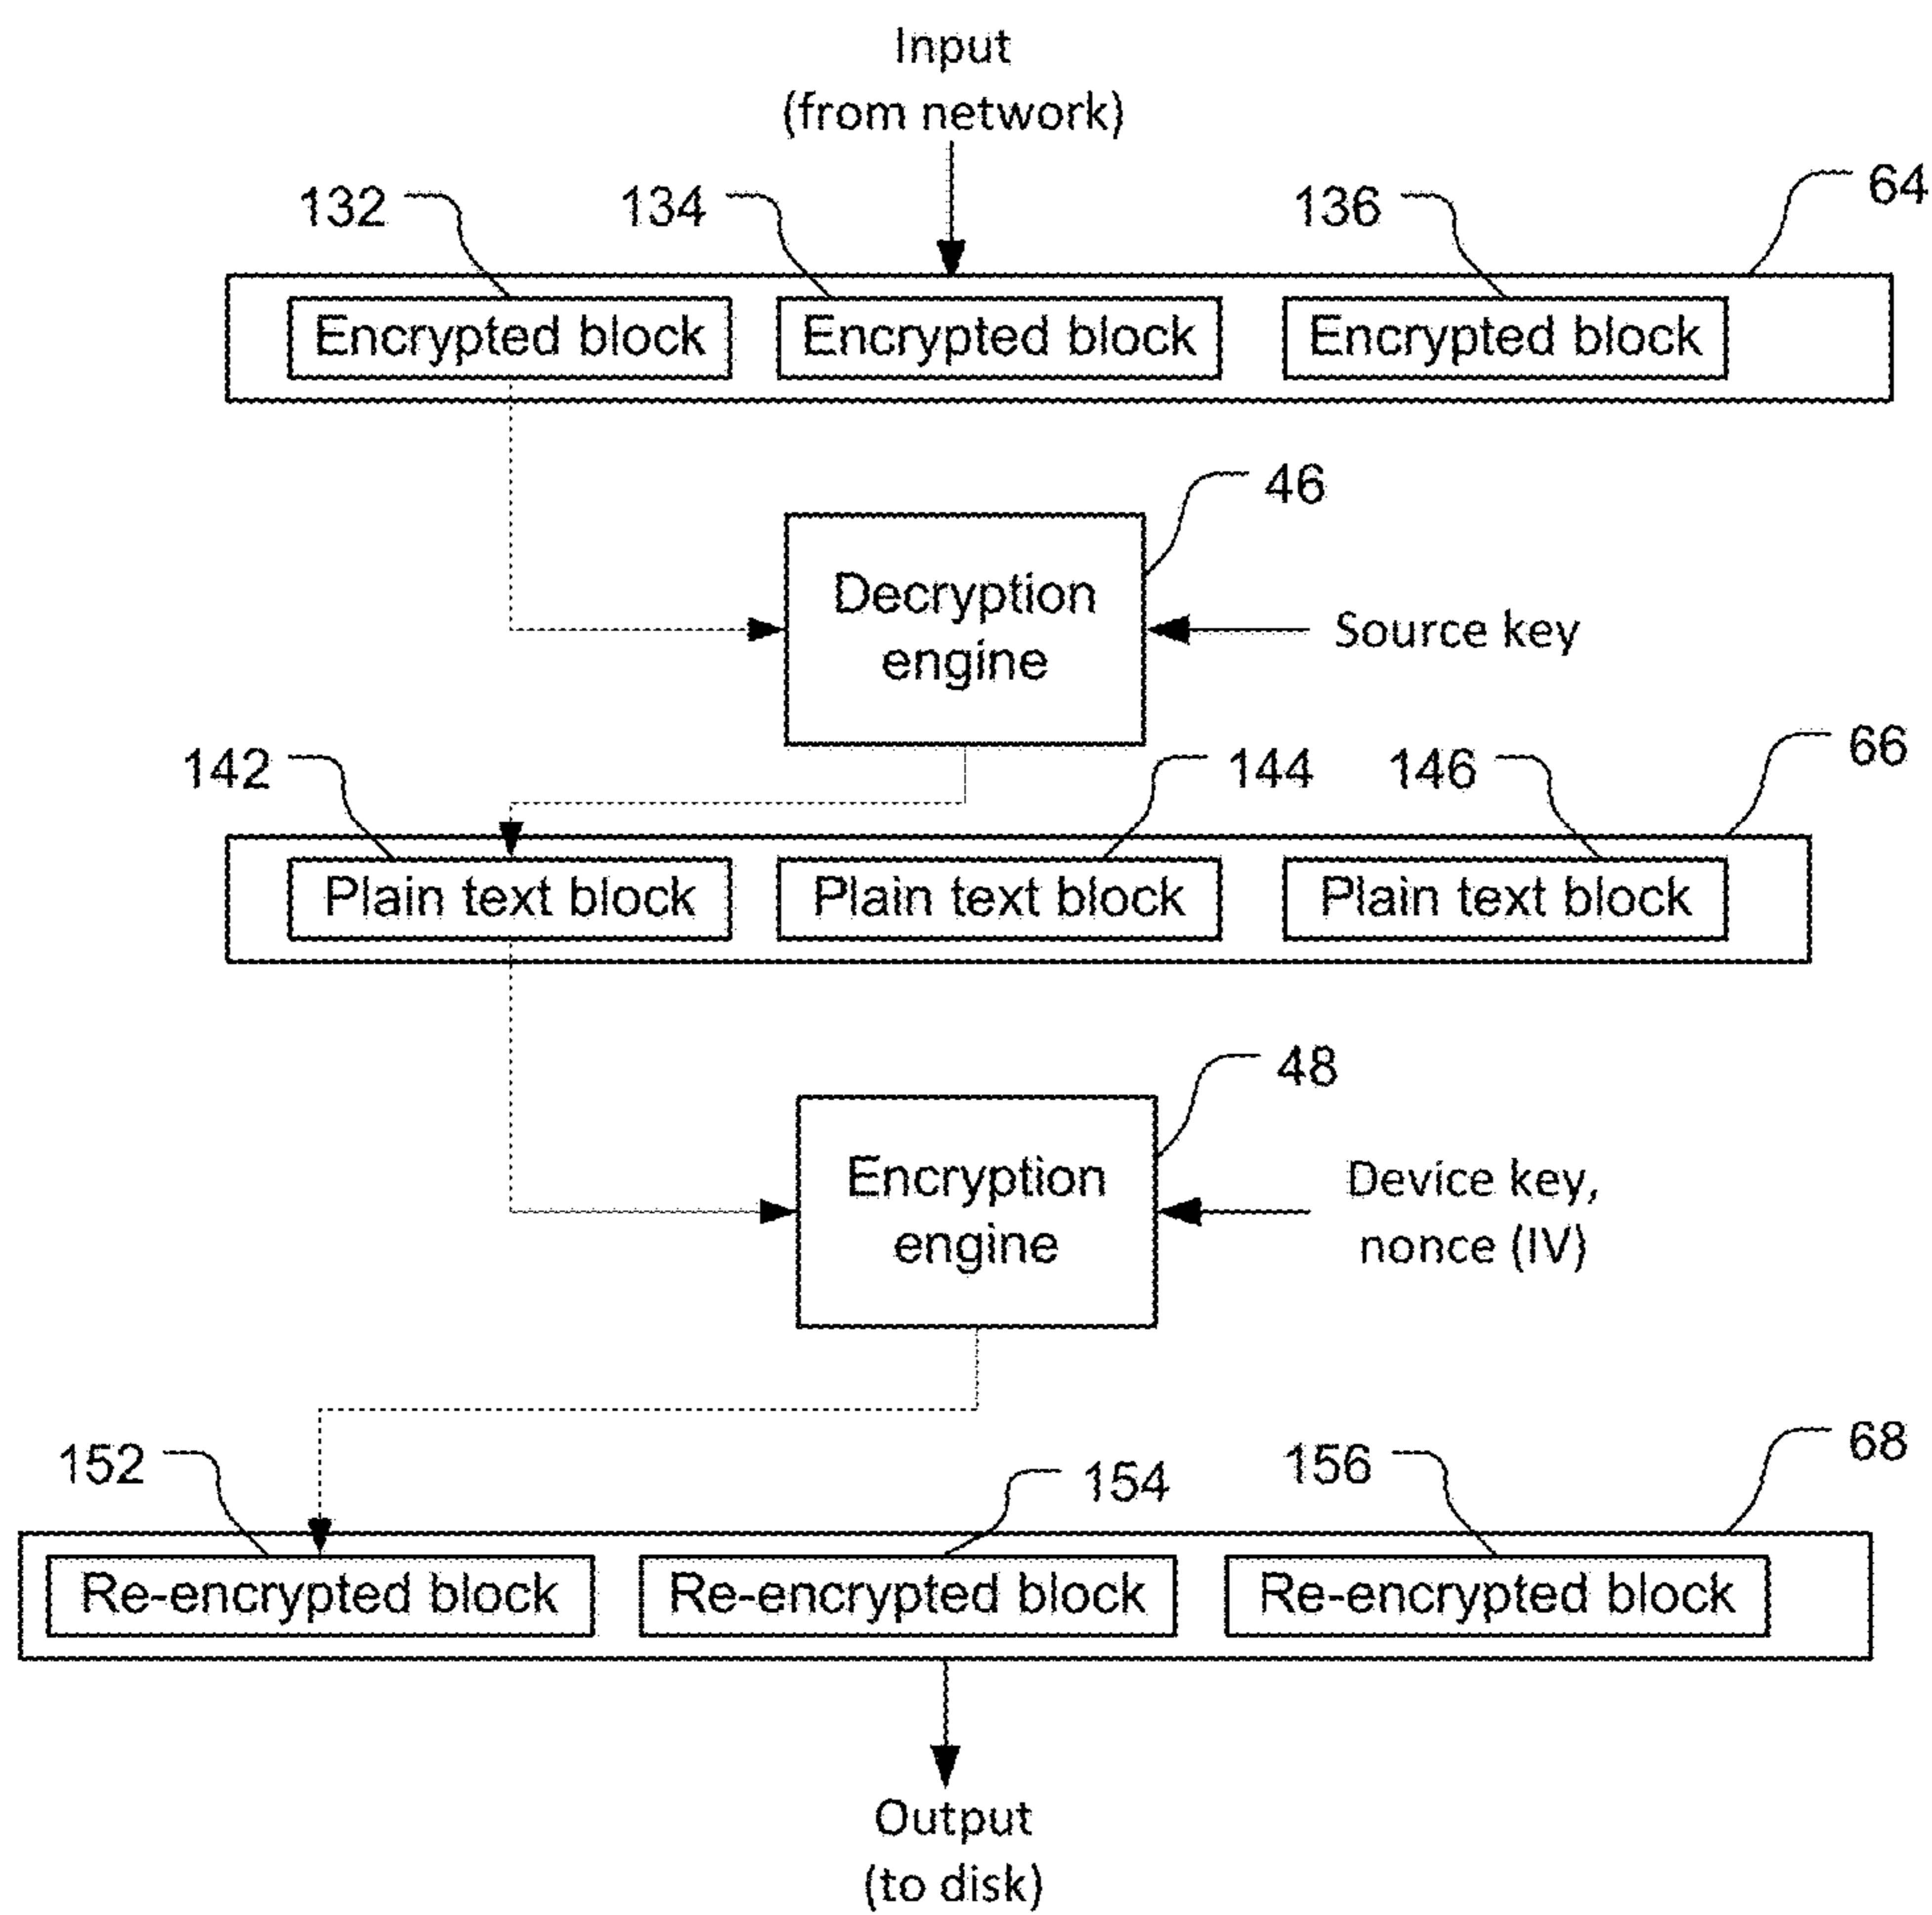 Input
(from network)
132
134
136
64
Encrypted block
Encrypted block
Encrypted block
46
Decryption
engine
Source key
142
144
146
66
Plain text block
Plain text block
Plain text block
48
Encryption
engine
Device key,
nonce (IV)
152
154
156
68
Re-encrypted block
Re-encrypted block
Re-encrypted block
Output
(to disk)